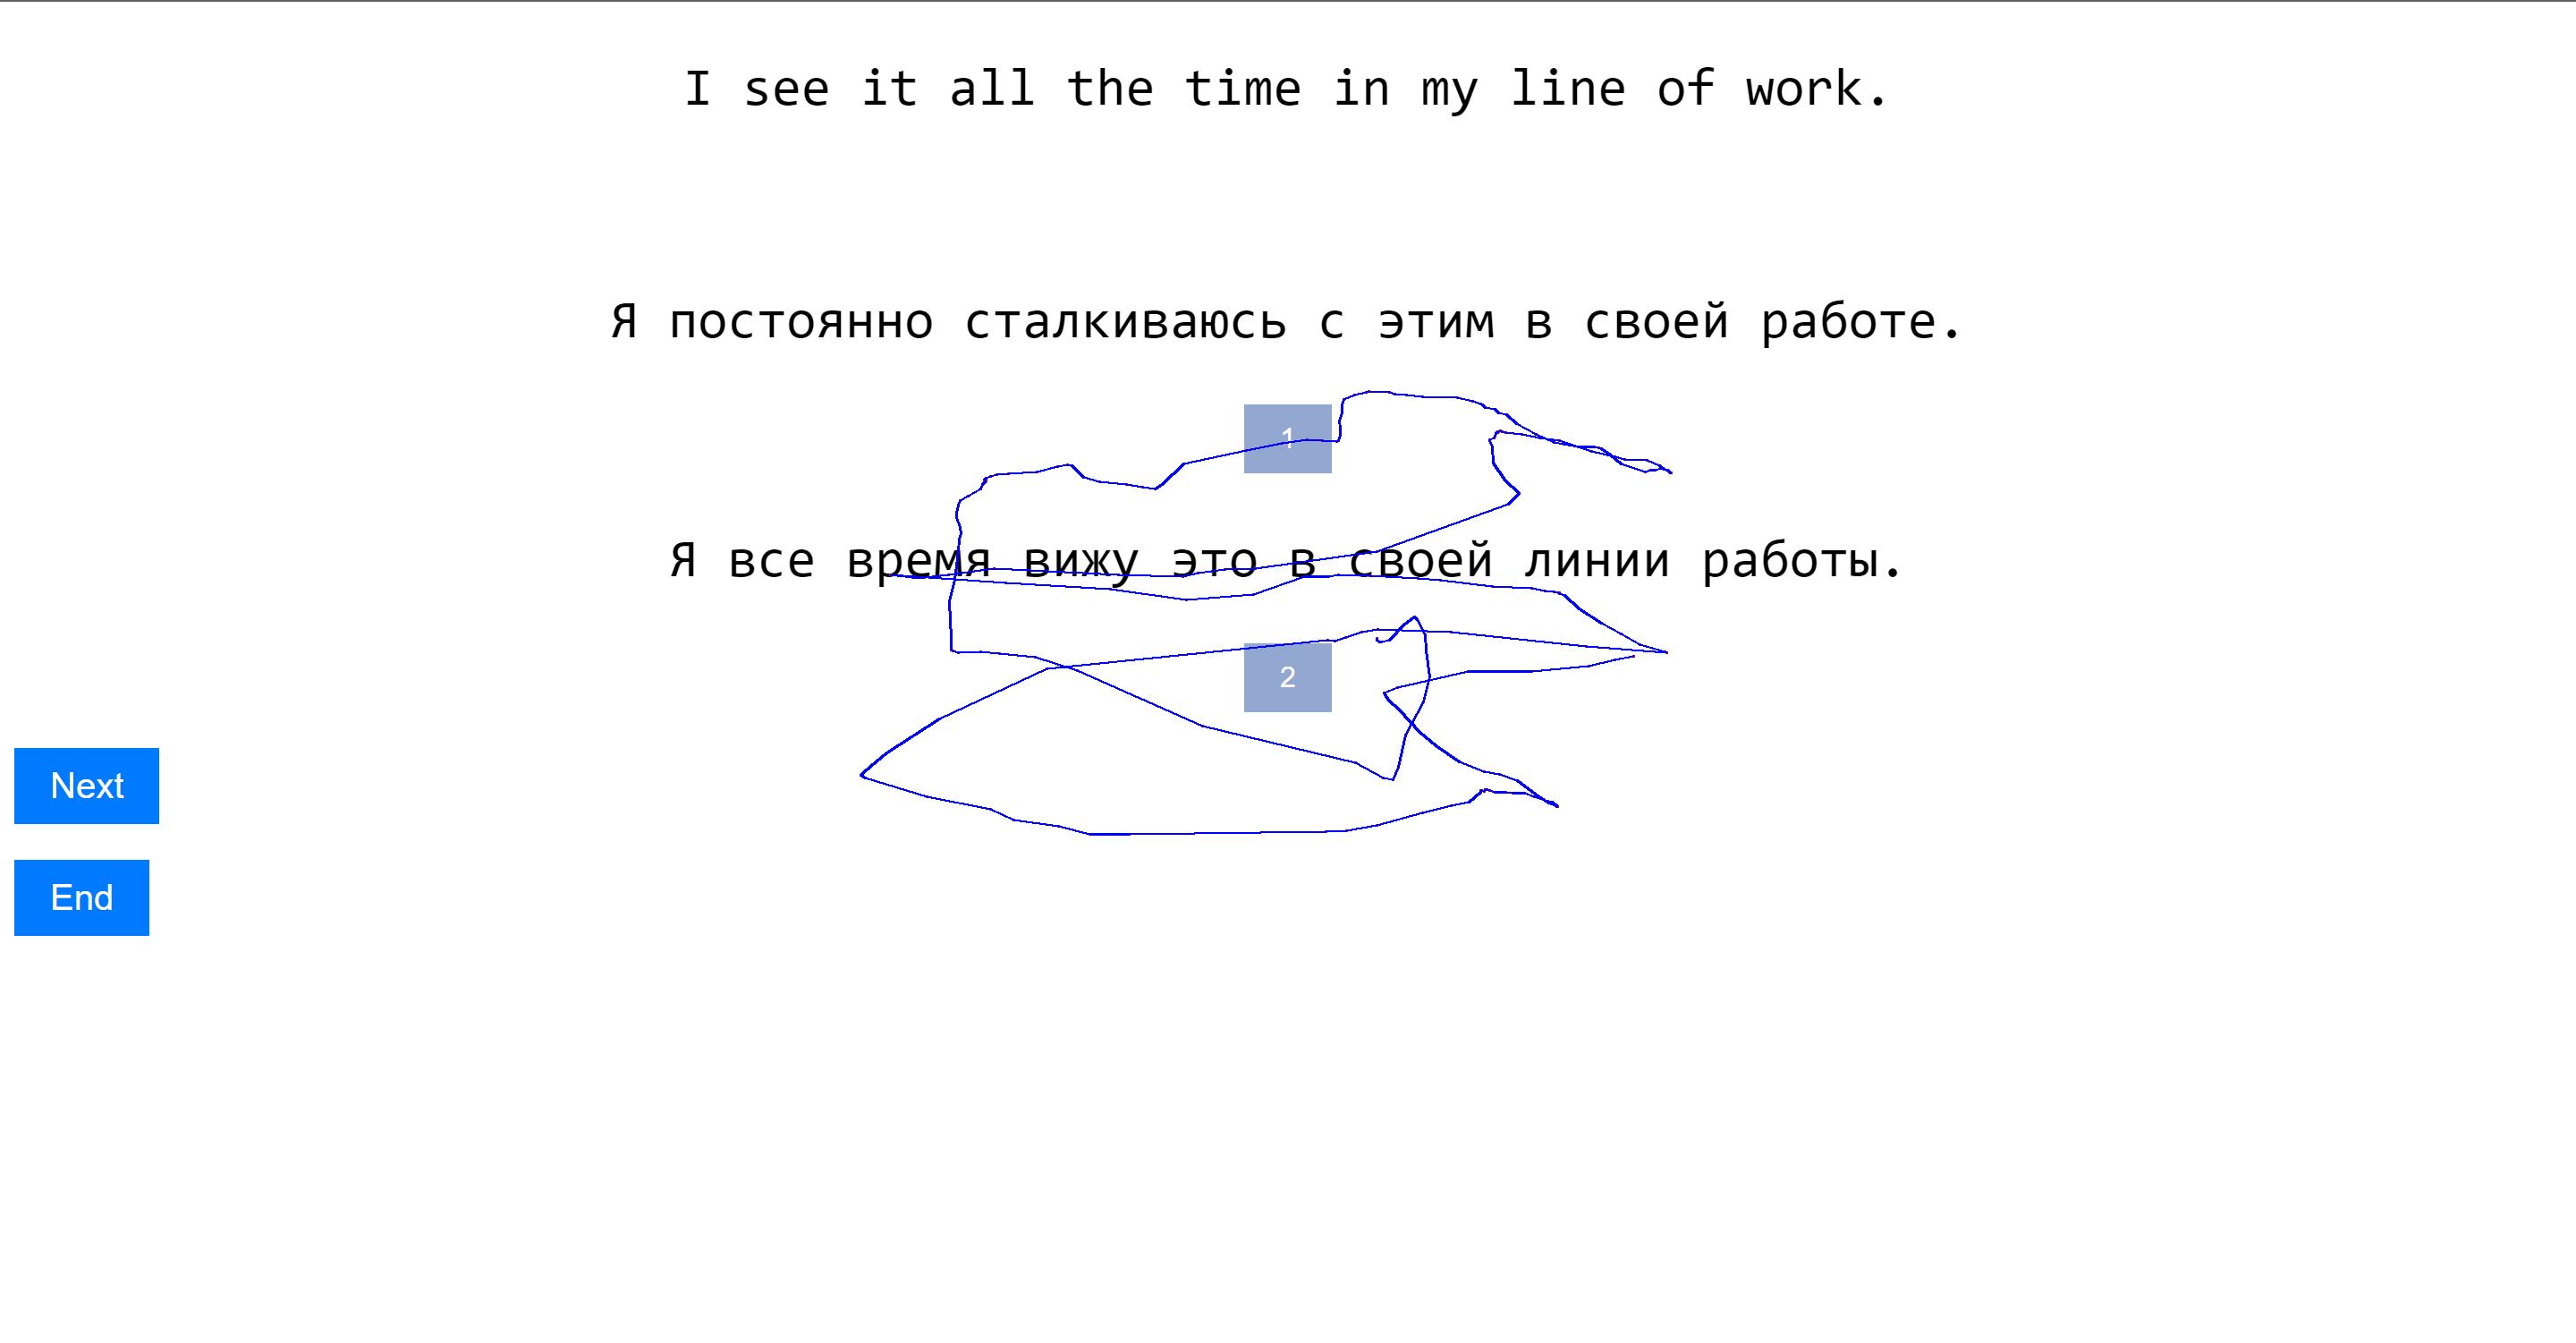 I see it all the time in my line of work.
Я постоянно сталкиваюсь с этим в своей работе.
1
Я все время вижу это в своей линии работы.
2
Next
End